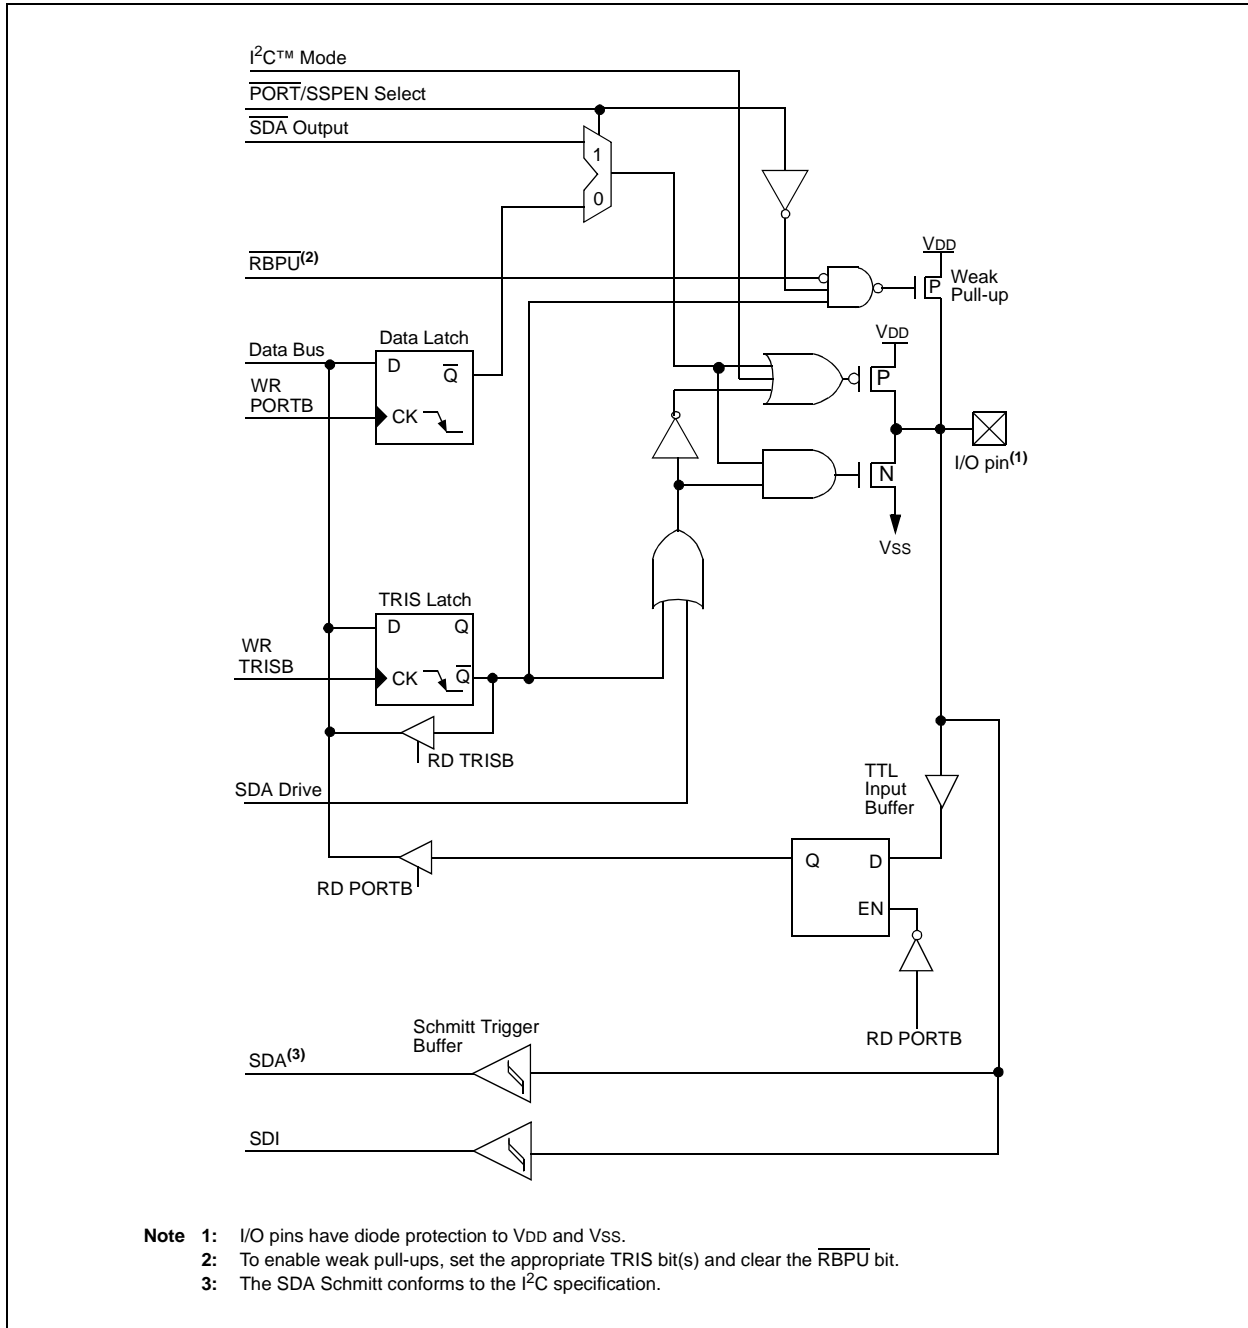 I²C™ Mode
P̅O̅R̅T̅/SSPEN Select
S̅D̅A̅ Output
1
0
R̅B̅P̅U̅(2)
VDD
P
Weak
Pull-up
Data Latch
Data Bus
D
Q̅
WR
PORTB
CK
VDD
P
I/O pin(1)
N
VSS
TRIS Latch
D
Q
WR
TRISB
CK
Q̅
RD TRISB
SDA Drive
TTL
Input
Buffer
Q
D
RD PORTB
EN
RD PORTB
Schmitt Trigger
Buffer
SDA(3)
SDI
Note 1: I/O pins have diode protection to VDD and VSS.
2: To enable weak pull-ups, set the appropriate TRIS bit(s) and clear the R̅B̅P̅U̅ bit.
3: The SDA Schmitt conforms to the I²C specification.